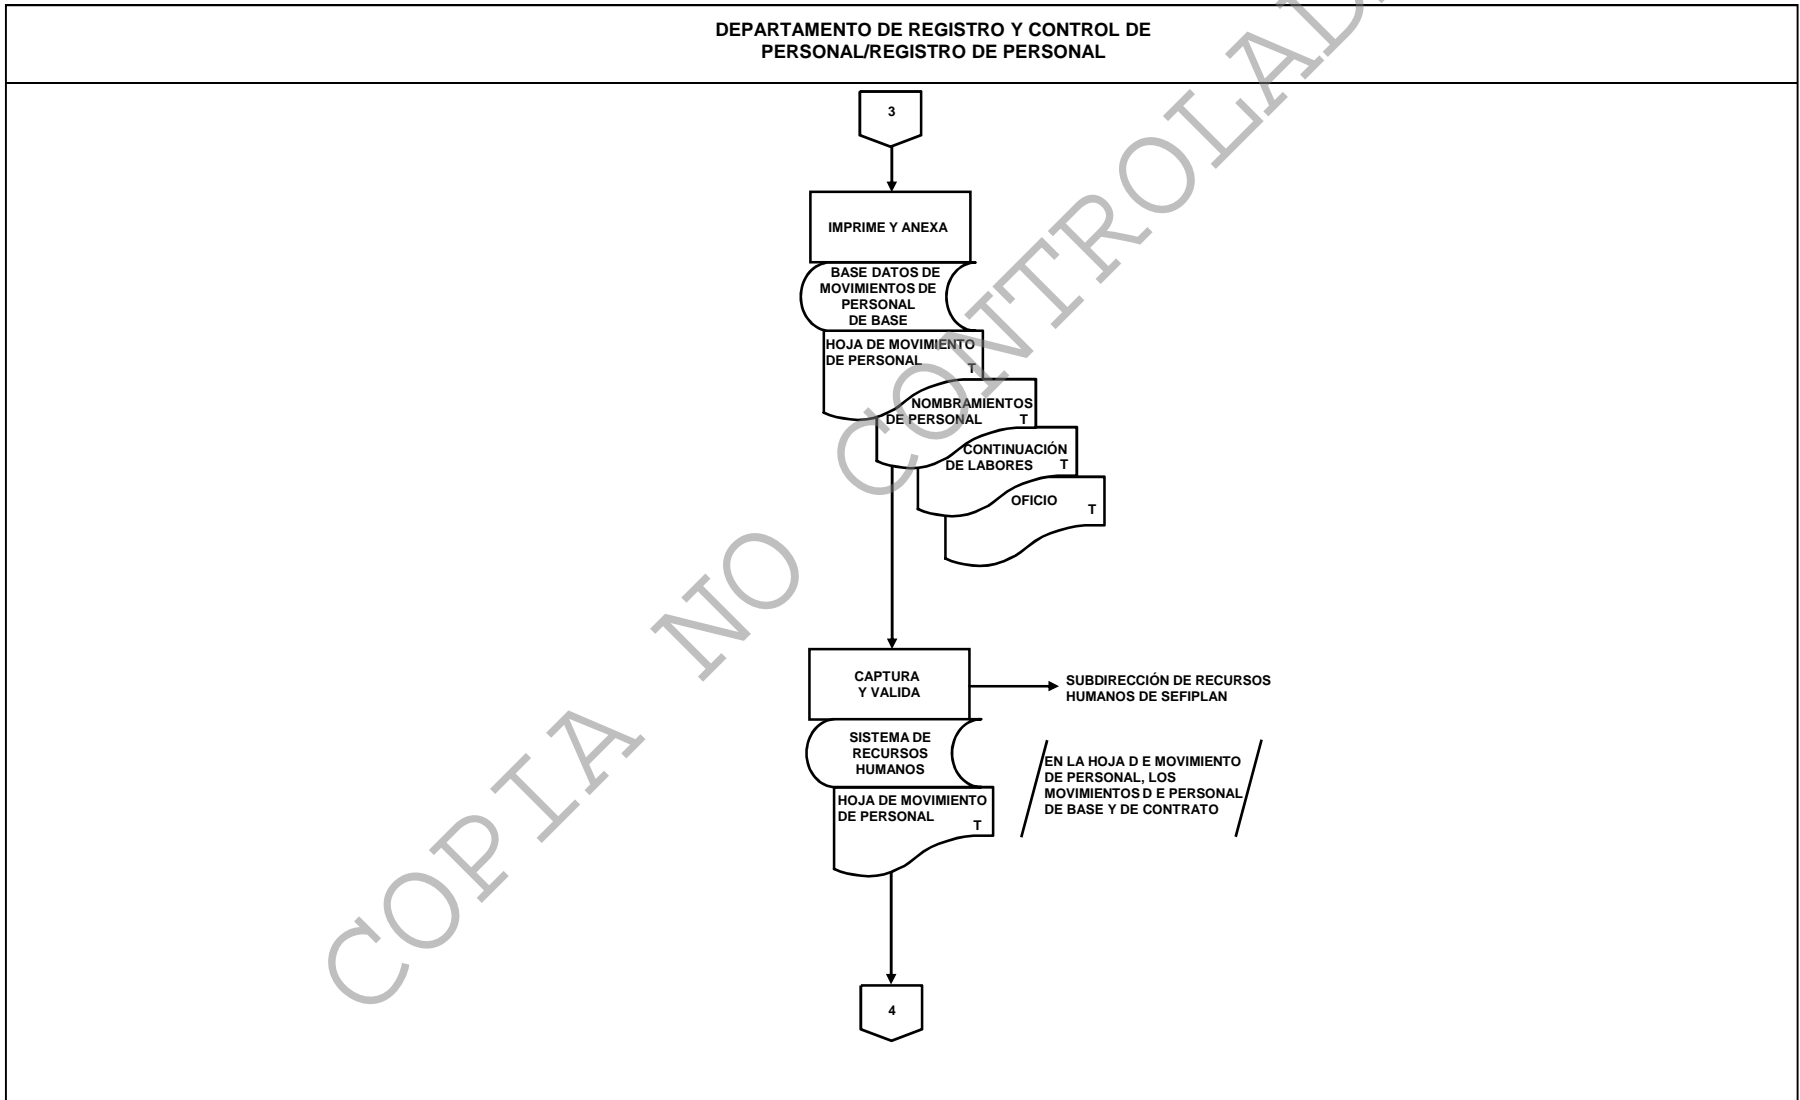 DEPARTAMENTO DE REGISTRO Y CONTROL DE
PERSONAL/REGISTRO DE PERSONAL
3
IMPRIME Y ANEXA
BASE DATOS DE
MOVIMIENTOS DE
PERSONAL
DE BASE
HOJA DE MOVIMIENTO
DE PERSONAL
T
NOMBRAMIENTOS
DE PERSONAL T
CONTINUACIÓN
DE LABORES T
OFICIO
T
CAPTURA
Y VALIDA
SUBDIRECCIÓN DE RECURSOS
HUMANOS DE SEFIPLAN
SISTEMA DE
RECURSOS
HUMANOS
EN LA HOJA D E MOVIMIENTO
DE PERSONAL, LOS
MOVIMIENTOS D E PERSONAL
DE BASE Y DE CONTRATO
HOJA DE MOVIMIENTO
DE PERSONAL
T
4
COPIA NO CONTROLAD